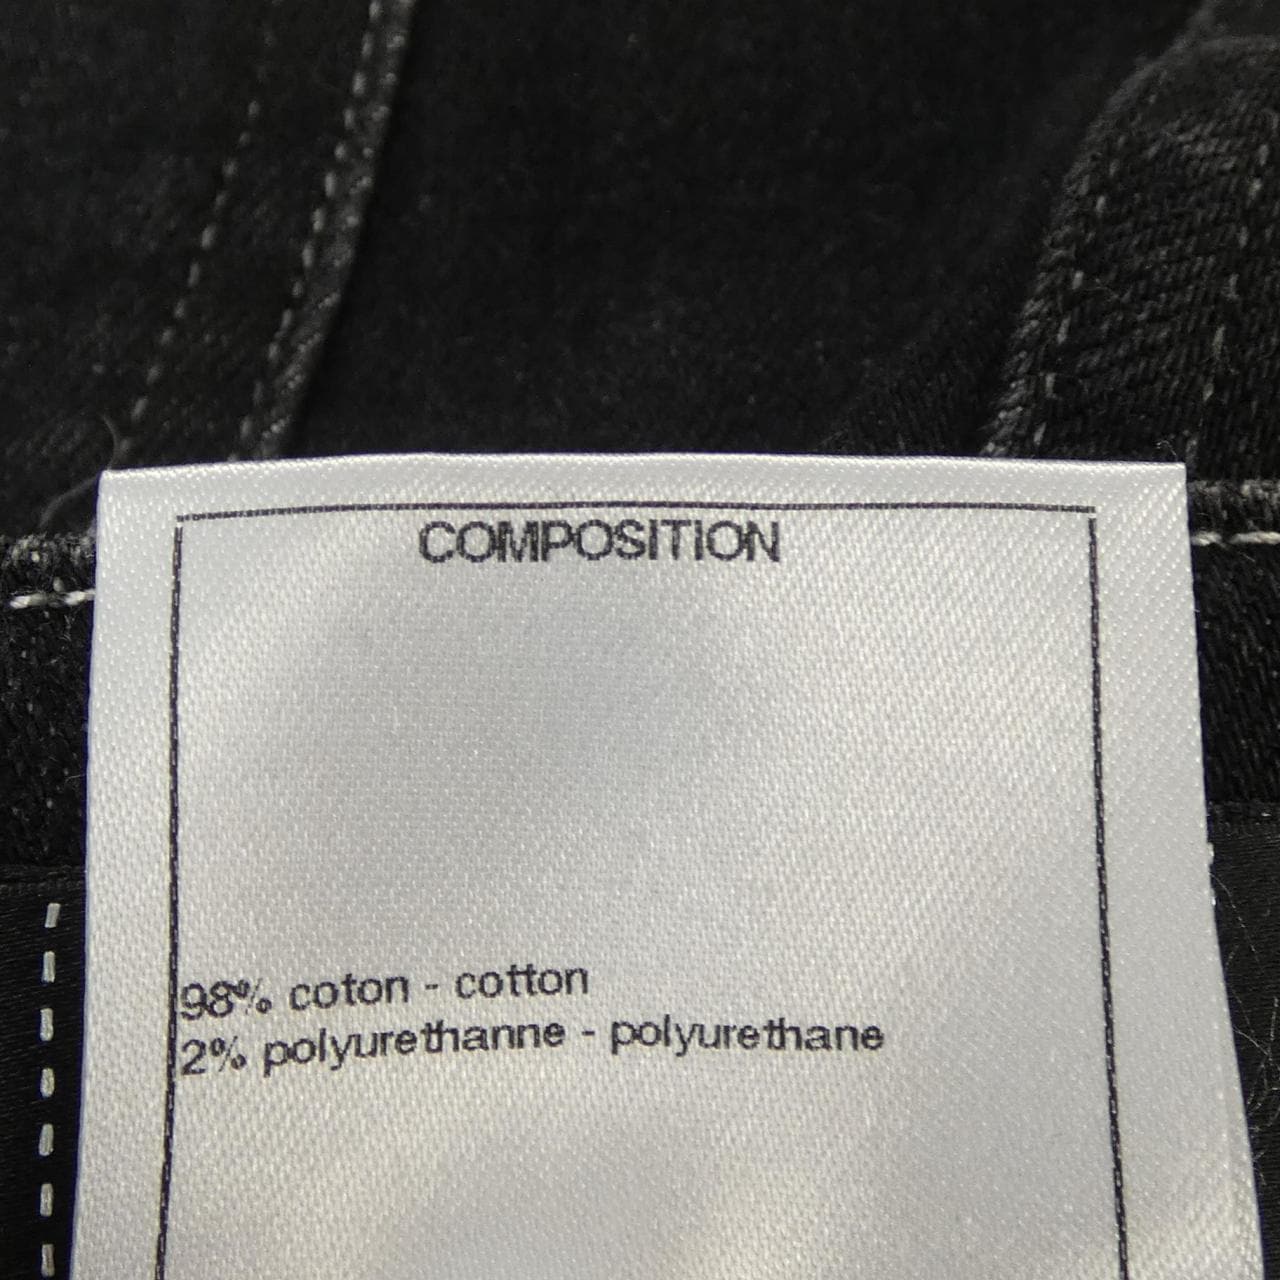 COMPOSITION
98% coton - cotton
2% polyurethanne - polyurethane